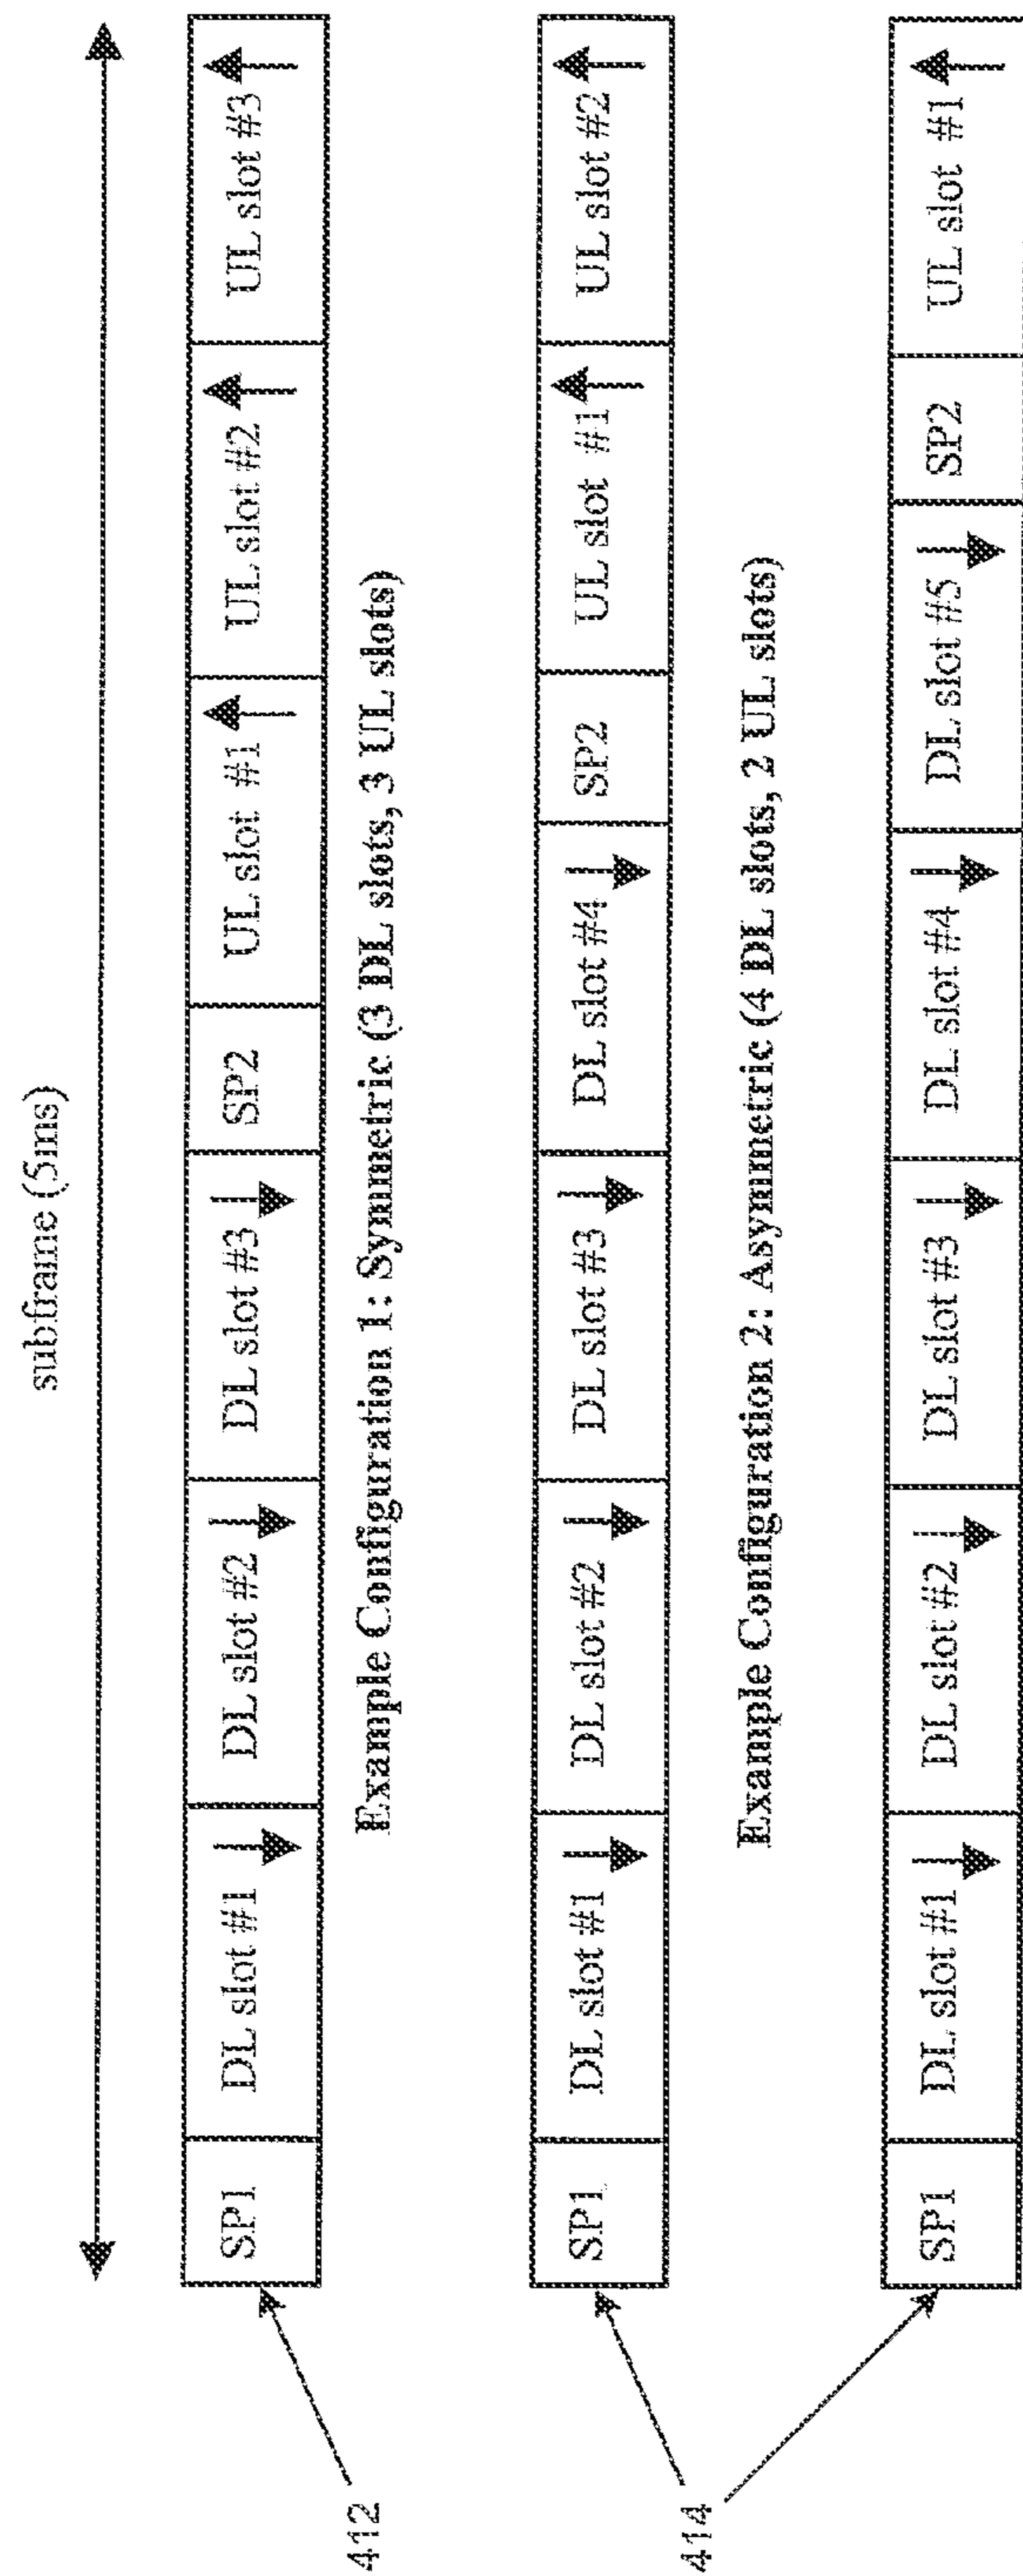 subframe (5ms)
SP1 DL slot #1 DL slot #2 DL slot #3 SP2 UL slot #1 UL slot #2 UL slot #3
412
Example Configuration 1: Symmetric (3 DL slots, 3 UL slots)
SP1 DL slot #1 DL slot #2 DL slot #3 DL slot #4 SP2 UL slot #1 UL slot #2
414
Example Configuration 2: Asymmetric (4 DL slots, 2 UL slots)
SP1 DL slot #1 DL slot #2 DL slot #3 DL slot #4 DL slot #5 SP2 UL slot #1